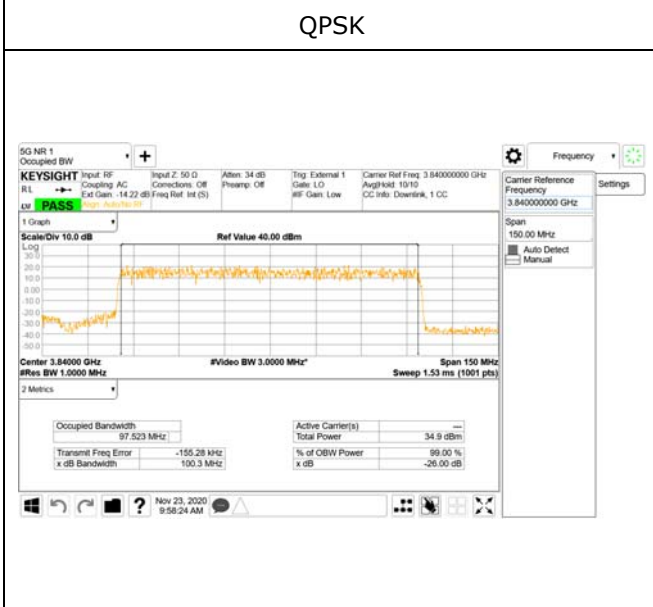 QPSK
5G NR 1
Occupied BW
Frequency
KEYSIGHT
Input: RF
Input Z: 50 Ω
Atten: 34 dB
Trig: External 1
Carrier Ref Freq: 3.840000000 GHz
RL
Coupling: AC
Corrections: Off
Preamp: Off
Gate: LO
Avg|Hold: 10/10
Ext Gain: -14.22 dB
Freq Ref: Int (S)
#IF Gain: Low
CC Info: Downlink, 1 CC
PASS
Align: Auto/No RF
Carrier Reference
Frequency
3.840000000 GHz
Settings
Span
150.00 MHz
Auto Detect
Manual
1 Graph
Scale/Div 10.0 dB
Ref Value 40.00 dBm
Log
30.0
20.0
10.0
0.00
-10.0
-20.0
-30.0
-40.0
-50.0
Center 3.84000 GHz
#Video BW 3.0000 MHz*
Span 150 MHz
#Res BW 1.0000 MHz
Sweep 1.53 ms (1001 pts)
2 Metrics
Occupied Bandwidth
97.523 MHz
Active Carrier(s)
---
Total Power
34.9 dBm
Transmit Freq Error
-155.28 kHz
% of OBW Power
99.00 %
x dB Bandwidth
100.3 MHz
x dB
-26.00 dB
Nov 23, 2020
9:58:24 AM